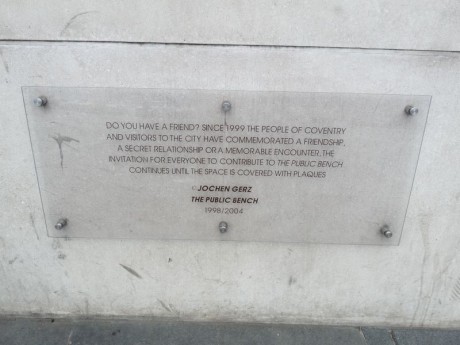 DO YOU HAVE A FRIEND? SINCE 1999 THE PEOPLE OF COVENTRY
AND VISITORS TO THE CITY HAVE COMMEMORATED A FRIENDSHIP,
A SECRET RELATIONSHIP OR A MEMORABLE ENCOUNTER. THE
INVITATION FOR EVERYONE TO CONTRIBUTE TO THE PUBLIC BENCH
CONTINUES UNTIL THE SPACE IS COVERED WITH PLAQUES
© JOCHEN GERZ
THE PUBLIC BENCH
1998/2004